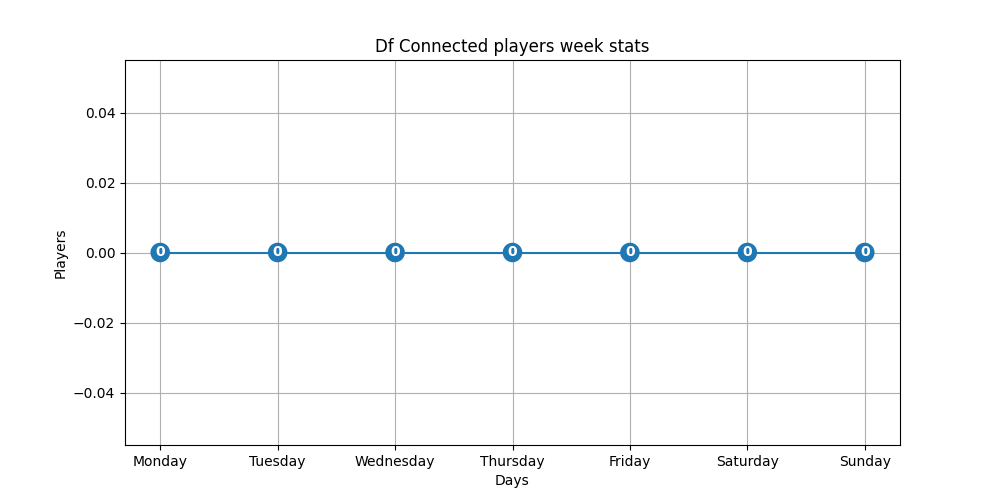 Df Connected players week stats
0.04
0.02
0.00
−0.02
−0.04
Players
0 0 0 0 0 0 0
Monday Tuesday Wednesday Thursday Friday Saturday Sunday
Days